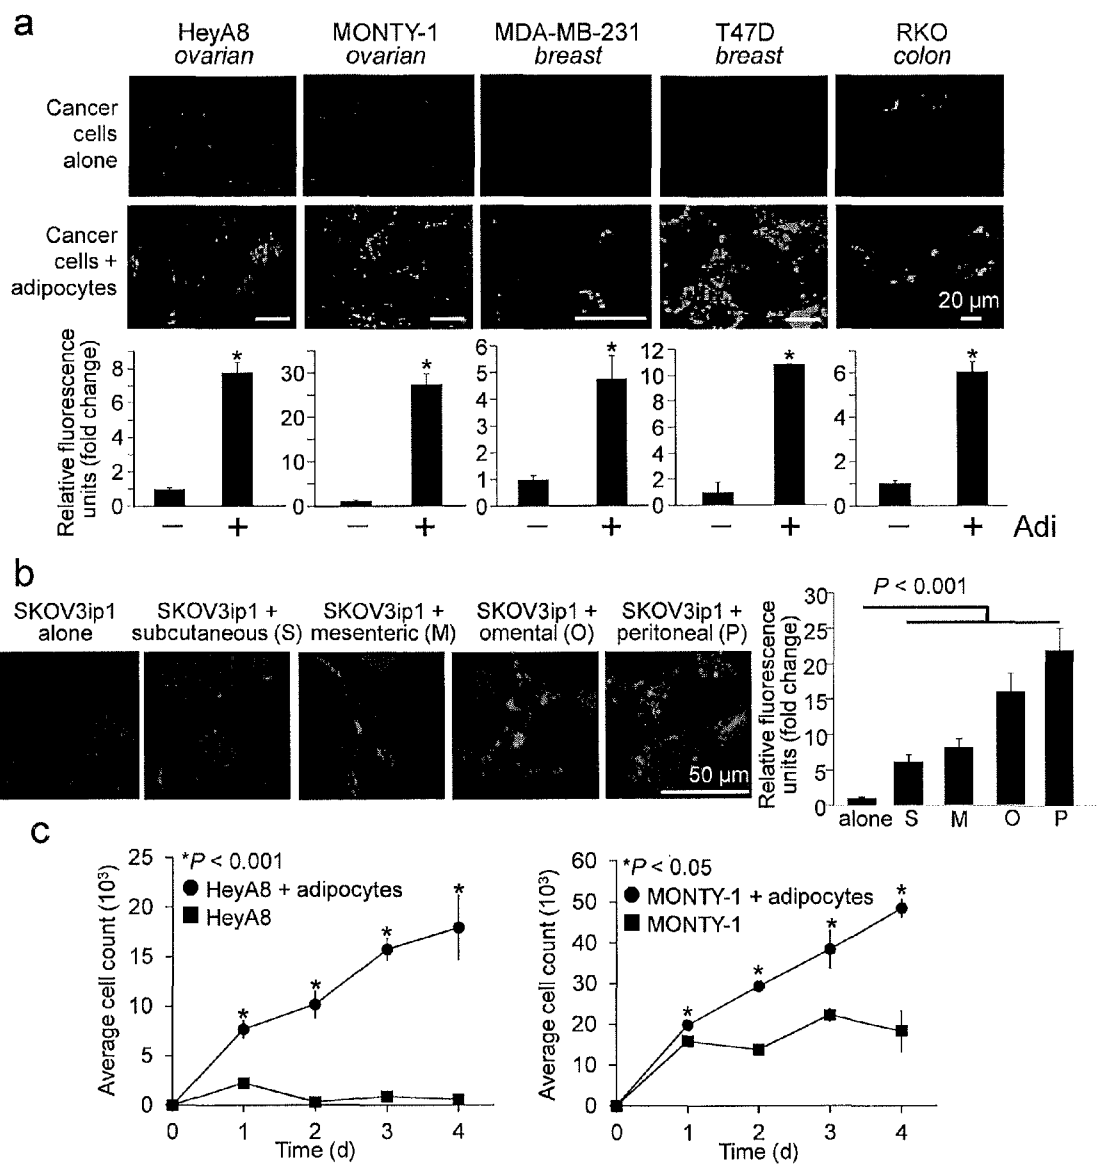 a
HeyA8 MONTY-1 MDA-MB-231 T47D RKO
ovarian ovarian breast breast colon
Cancer
cells
alone
Cancer
cells +
adipocytes
20 µm
Relative fluorescence
units (fold change)
8
6
4
2
0
*
– +
30
20
10
0
*
– +
6
5
4
3
2
1
0
*
– +
12
10
8
6
4
2
0
*
– +
6
4
2
0
*
– +
Adi
b
SKOV3ip1
alone
SKOV3ip1 +
subcutaneous (S)
SKOV3ip1 +
mesenteric (M)
SKOV3ip1 +
omental (O)
SKOV3ip1 +
peritoneal (P)
50 µm
Relative fluorescence
units (fold change)
P < 0.001
30
25
20
15
10
5
0
alone S M O P
c
Average cell count (10³)
25
20
15
10
5
0
*P < 0.001
HeyA8 + adipocytes
HeyA8
* * * *
0 1 2 3 4
Time (d)
Average cell count (10³)
60
50
40
30
20
10
0
*P < 0.05
MONTY-1 + adipocytes
MONTY-1
* * * *
0 1 2 3 4
Time (d)